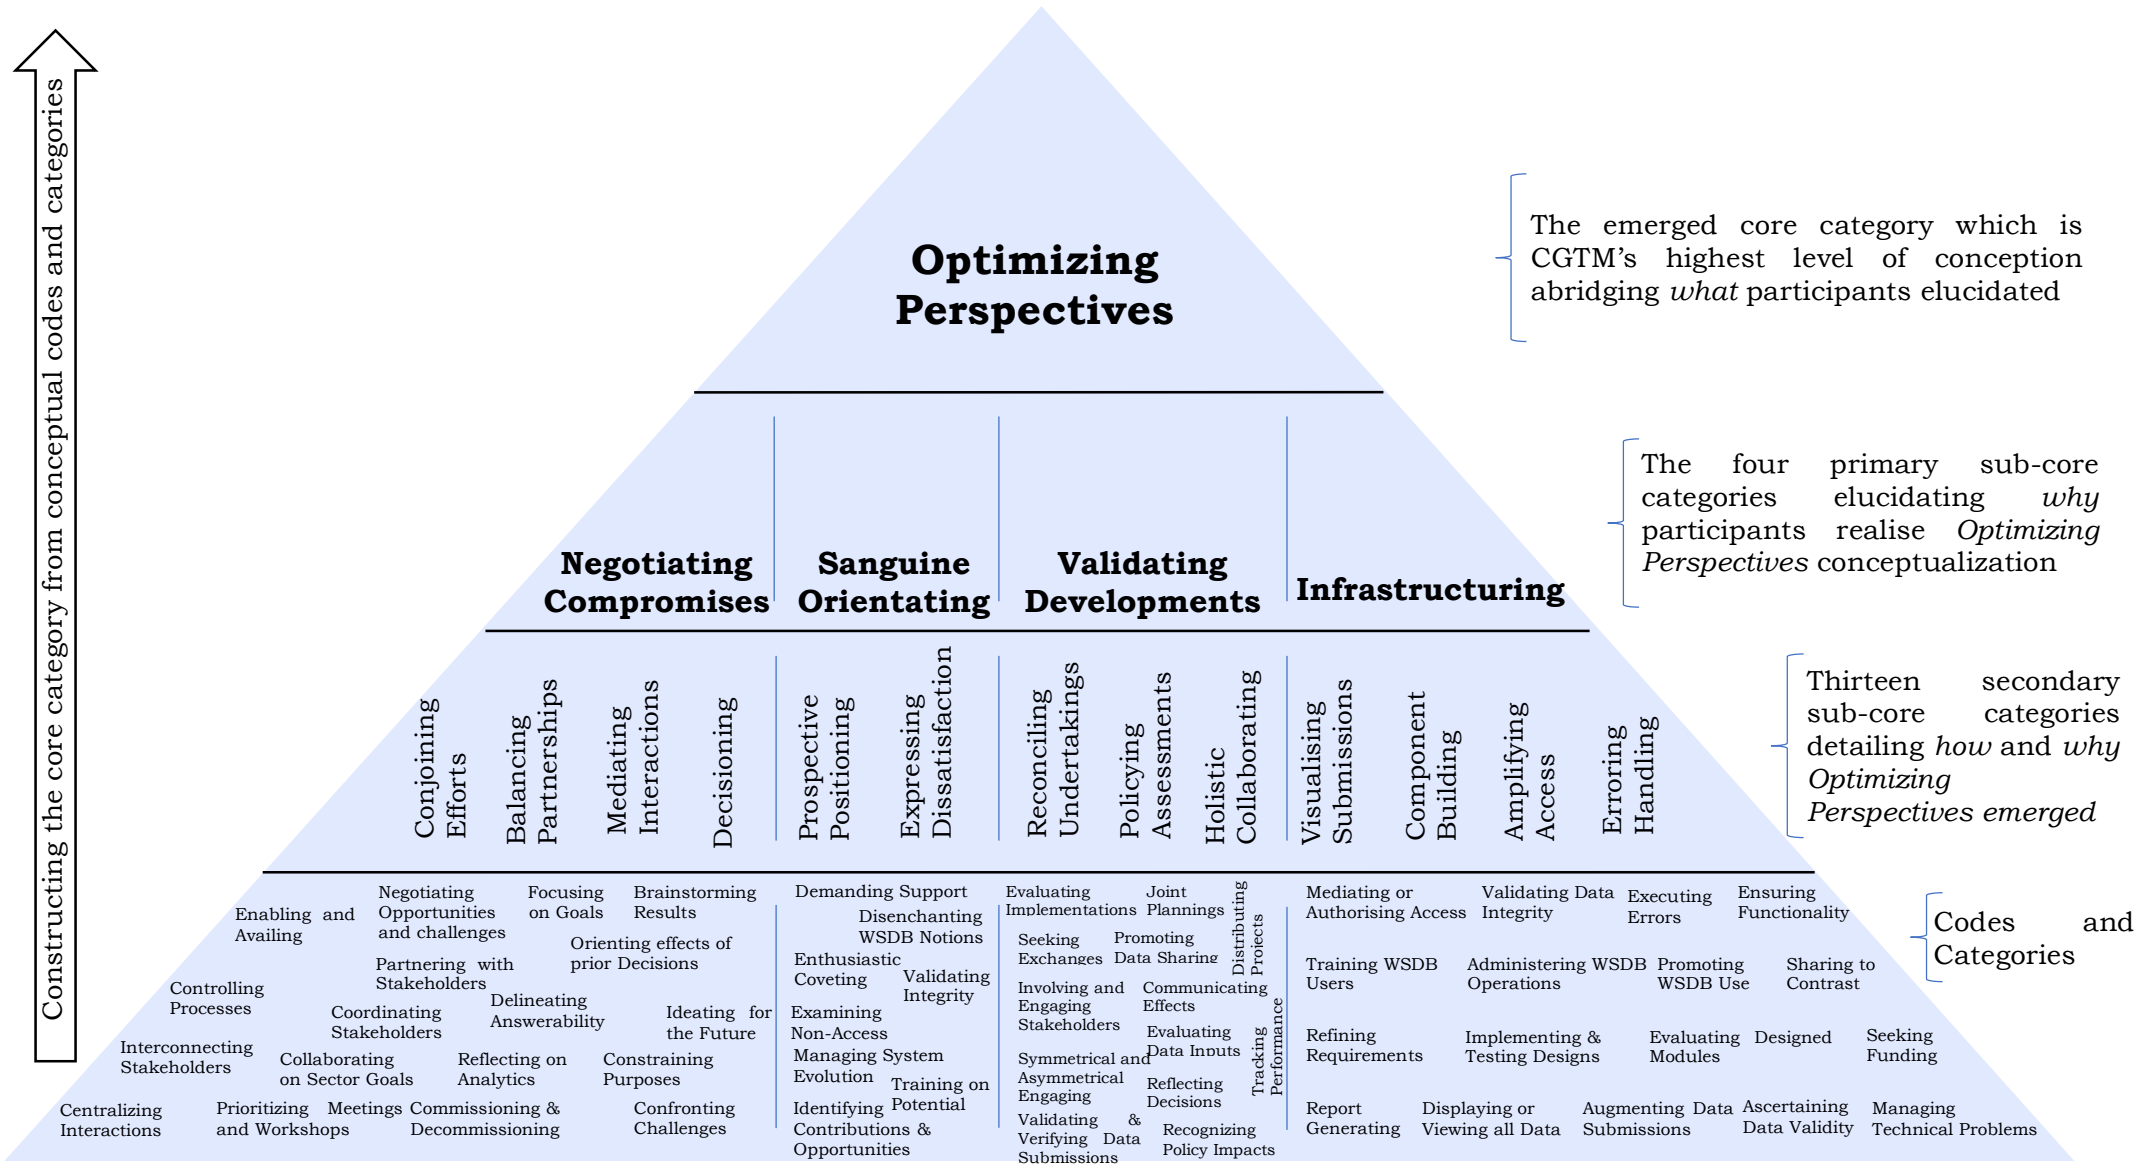 Constructing the core category from conceptual codes and categories
Optimizing
Perspectives
The emerged core category which is
CGTM’s highest level of conception
abridging what participants elucidated
Negotiating
Compromises
Sanguine
Orientating
Validating
Developments
Infrastructuring
The four primary sub-core
categories elucidating why
participants realise Optimizing
Perspectives conceptualization
Conjoining
Efforts
Balancing
Partnerships
Mediating
Interactions
Decisioning
Prospective
Positioning
Expressing
Dissatisfaction
Reconciling
Undertakings
Policying
Assessments
Holistic
Collaborating
Visualising
Submissions
Component
Building
Amplifying
Access
Erroring
Handling
Thirteen secondary
sub-core categories
detailing how and why
Optimizing
Perspectives emerged
Enabling and
Availing
Negotiating
Opportunities
and challenges
Focusing
on Goals
Brainstorming
Results
Orienting effects of
prior Decisions
Partnering with
Stakeholders
Controlling
Processes
Coordinating
Stakeholders
Delineating
Answerability
Ideating for
the Future
Interconnecting
Stakeholders
Collaborating
on Sector Goals
Reflecting on
Analytics
Constraining
Purposes
Centralizing
Interactions
Prioritizing Meetings
and Workshops
Commissioning &
Decommissioning
Confronting
Challenges
Demanding Support
Disenchanting
WSDB Notions
Enthusiastic
Coveting
Validating
Integrity
Examining
Non-Access
Managing System
Evolution
Training on
Potential
Identifying
Contributions &
Opportunities
Evaluating
Implementations
Joint
Plannings
Distributing
Projects
Seeking
Exchanges
Promoting
Data Sharing
Involving and
Engaging
Stakeholders
Communicating
Effects
Evaluating
Data Inputs
Tracking
Performance
Symmetrical and
Asymmetrical
Engaging
Reflecting
Decisions
Validating &
Verifying Data
Submissions
Recognizing
Policy Impacts
Mediating or
Authorising Access
Validating Data
Integrity
Executing
Errors
Ensuring
Functionality
Training WSDB
Users
Administering WSDB
Operations
Promoting
WSDB Use
Sharing to
Contrast
Refining
Requirements
Implementing &
Testing Designs
Evaluating Designed
Modules
Seeking
Funding
Report
Generating
Displaying or
Viewing all Data
Augmenting Data
Submissions
Ascertaining
Data Validity
Managing
Technical Problems
Codes and
Categories